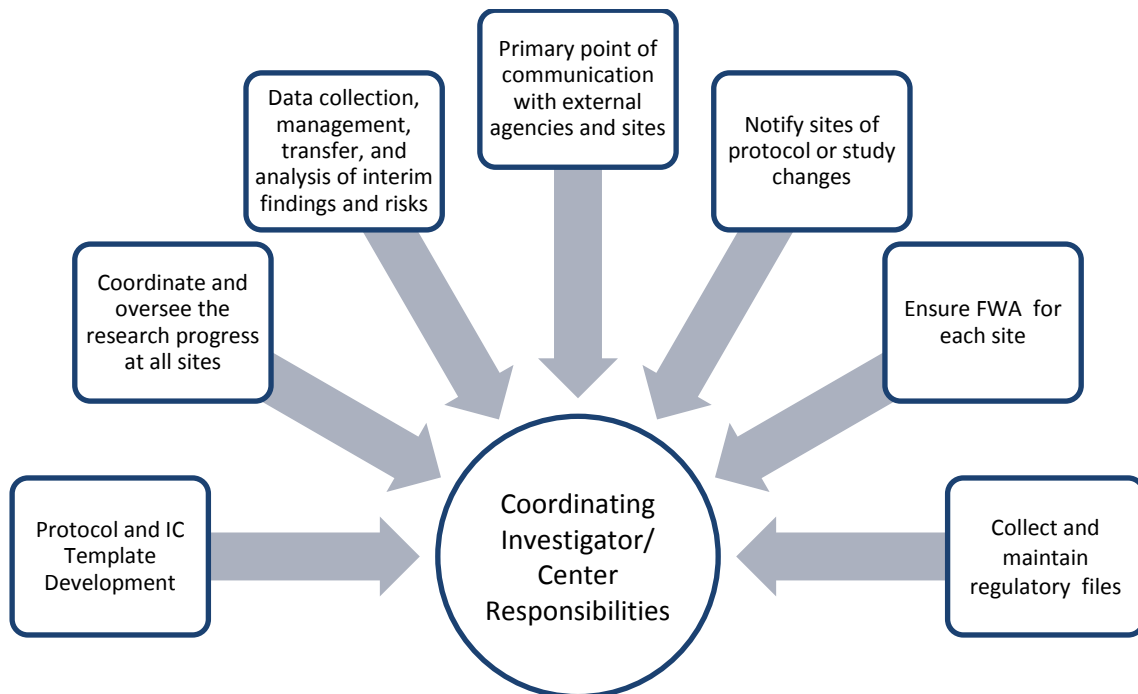 Protocol and IC
Template
Development
Coordinate and
oversee the
research progress
at all sites
Data collection,
management,
transfer, and
analysis of interim
findings and risks
Primary point of
communication
with external
agencies and sites
Notify sites of
protocol or study
changes
Ensure FWA for
each site
Collect and
maintain
regulatory files
Coordinating
Investigator/
Center
Responsibilities